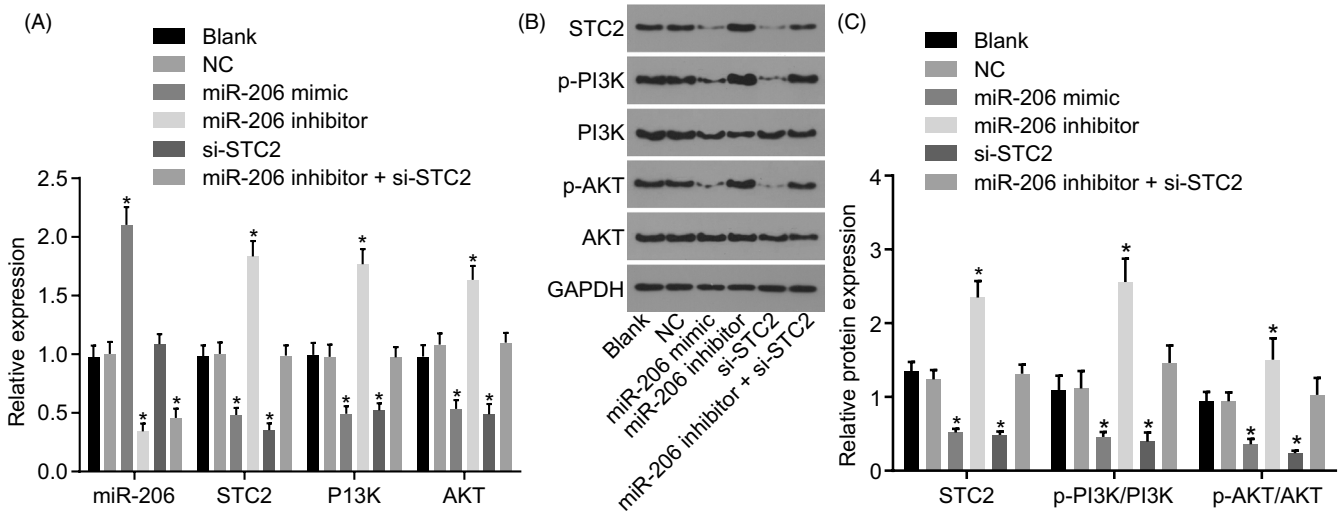 (A)
Blank
NC
miR-206 mimic
miR-206 inhibitor
si-STC2
miR-206 inhibitor + si-STC2
Relative expression
2.5
2.0
1.5
1.0
0.5
0.0
* * * * * * * * * * * *
miR-206 STC2 P13K AKT
(B)
STC2
p-PI3K
PI3K
p-AKT
AKT
GAPDH
Blank
NC
miR-206 mimic
miR-206 inhibitor
si-STC2
miR-206 inhibitor + si-STC2
(C)
Blank
NC
miR-206 mimic
miR-206 inhibitor
si-STC2
miR-206 inhibitor + si-STC2
Relative protein expression
4
3
2
1
0
* * * * * * * * *
STC2 p-PI3K/PI3K p-AKT/AKT